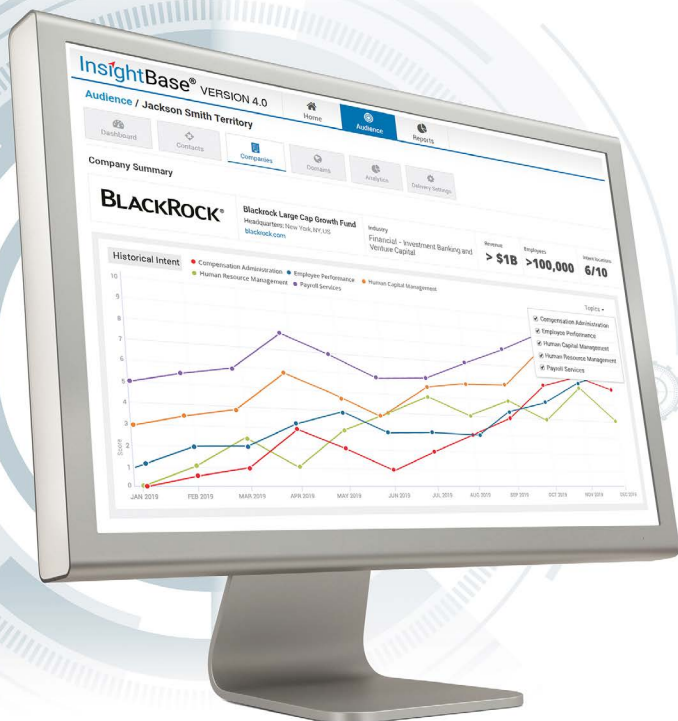 InsightBase® VERSION 4.0
Home
Audience
Reports
Audience / Jackson Smith Territory
Dashboard
Contacts
Companies
Domains
Analytics
Delivery Settings
Company Summary
BLACKROCK®
Blackrock Large Cap Growth Fund
Headquarters: New York, NY, US
blackrock.com
Industry
Financial - Investment Banking and
Venture Capital
Revenue
> $1B
Employees
>100,000
6/10
Historical Intent
Compensation Administration
Employee Performance
Human Capital Management
Human Resource Management
Payroll Services
Topics
Compensation Administration
Employee Performance
Human Capital Management
Human Resource Management
Payroll Services
10
9
8
7
6
5
4
3
2
1
0
Score
JAN 2019
FEB 2019
MAR 2019
APR 2019
MAY 2019
JUN 2019
JUL 2019
AUG 2019
SEP 2019
OCT 2019
NOV 2019
DEC 2019